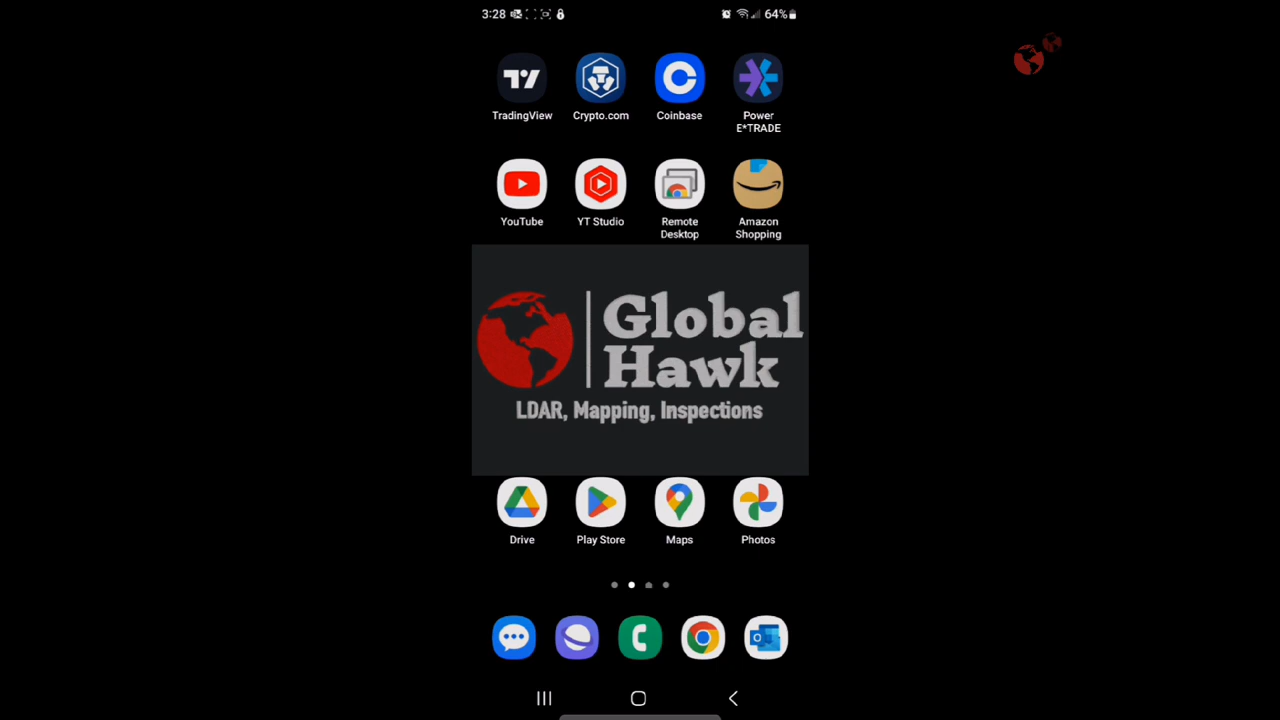 3:28
64%
TradingView
Crypto.com
Coinbase
Power
E*TRADE
YouTube
YT Studio
Remote
Desktop
Amazon
Shopping
Global
Hawk
LDAR, Mapping, Inspections
Drive
Play Store
Maps
Photos